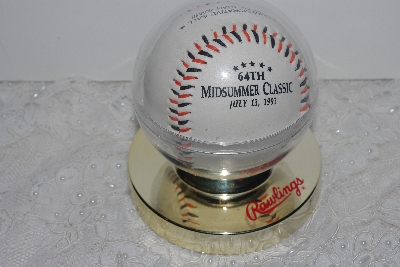 64TH
MIDSUMMER CLASSIC
JULY 13, 1993
Rawlings